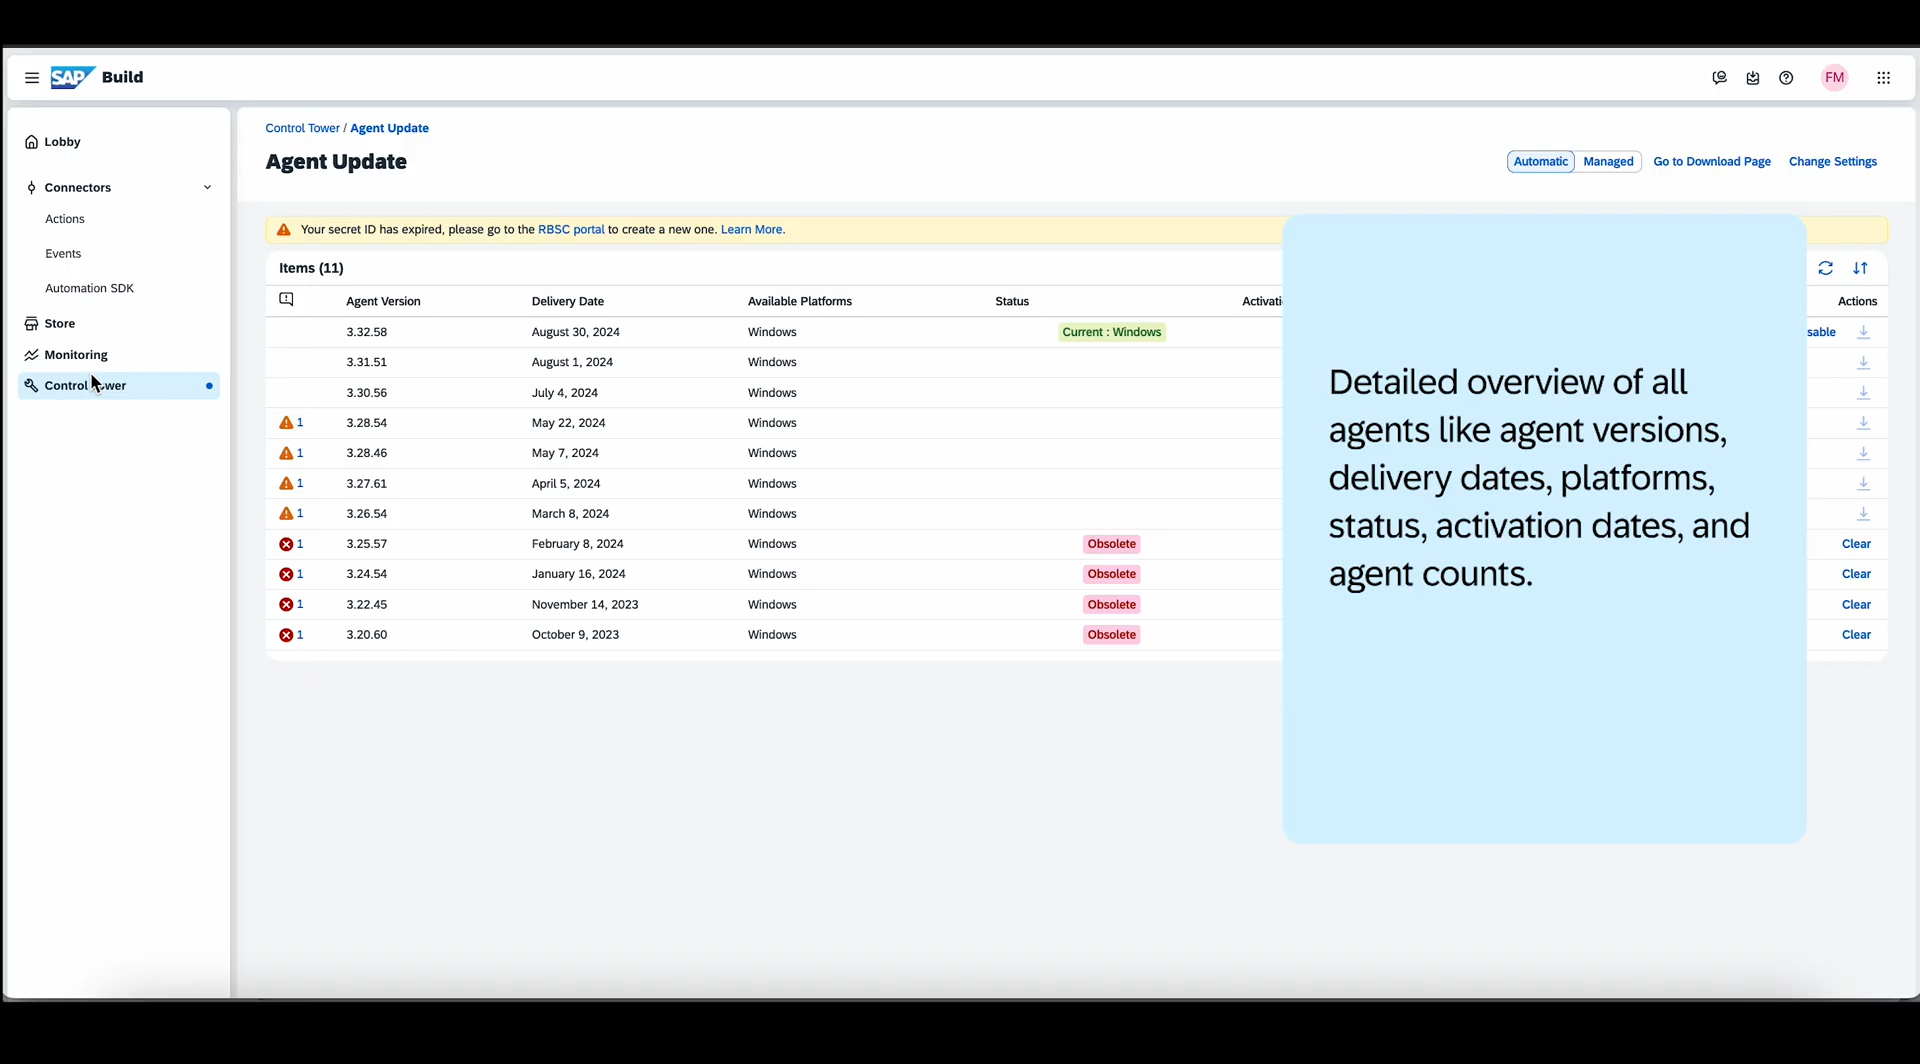 SAP Build
FM
Lobby
Connectors
Actions
Events
Automation SDK
Store
Monitoring
Control Tower
Control Tower / Agent Update
Agent Update
Automatic Managed Go to Download Page Change Settings
Your secret ID has expired, please go to the RBSC portal to create a new one. Learn More.
Items (11)
Agent Version Delivery Date Available Platforms Status Activati Actions
3.32.58 August 30, 2024 Windows Current : Windows sable
3.31.51 August 1, 2024 Windows
3.30.56 July 4, 2024 Windows
1 3.28.54 May 22, 2024 Windows
1 3.28.46 May 7, 2024 Windows
1 3.27.61 April 5, 2024 Windows
1 3.26.54 March 8, 2024 Windows
1 3.25.57 February 8, 2024 Windows Obsolete Clear
1 3.24.54 January 16, 2024 Windows Obsolete Clear
1 3.22.45 November 14, 2023 Windows Obsolete Clear
1 3.20.60 October 9, 2023 Windows Obsolete Clear
Detailed overview of all
agents like agent versions,
delivery dates, platforms,
status, activation dates, and
agent counts.